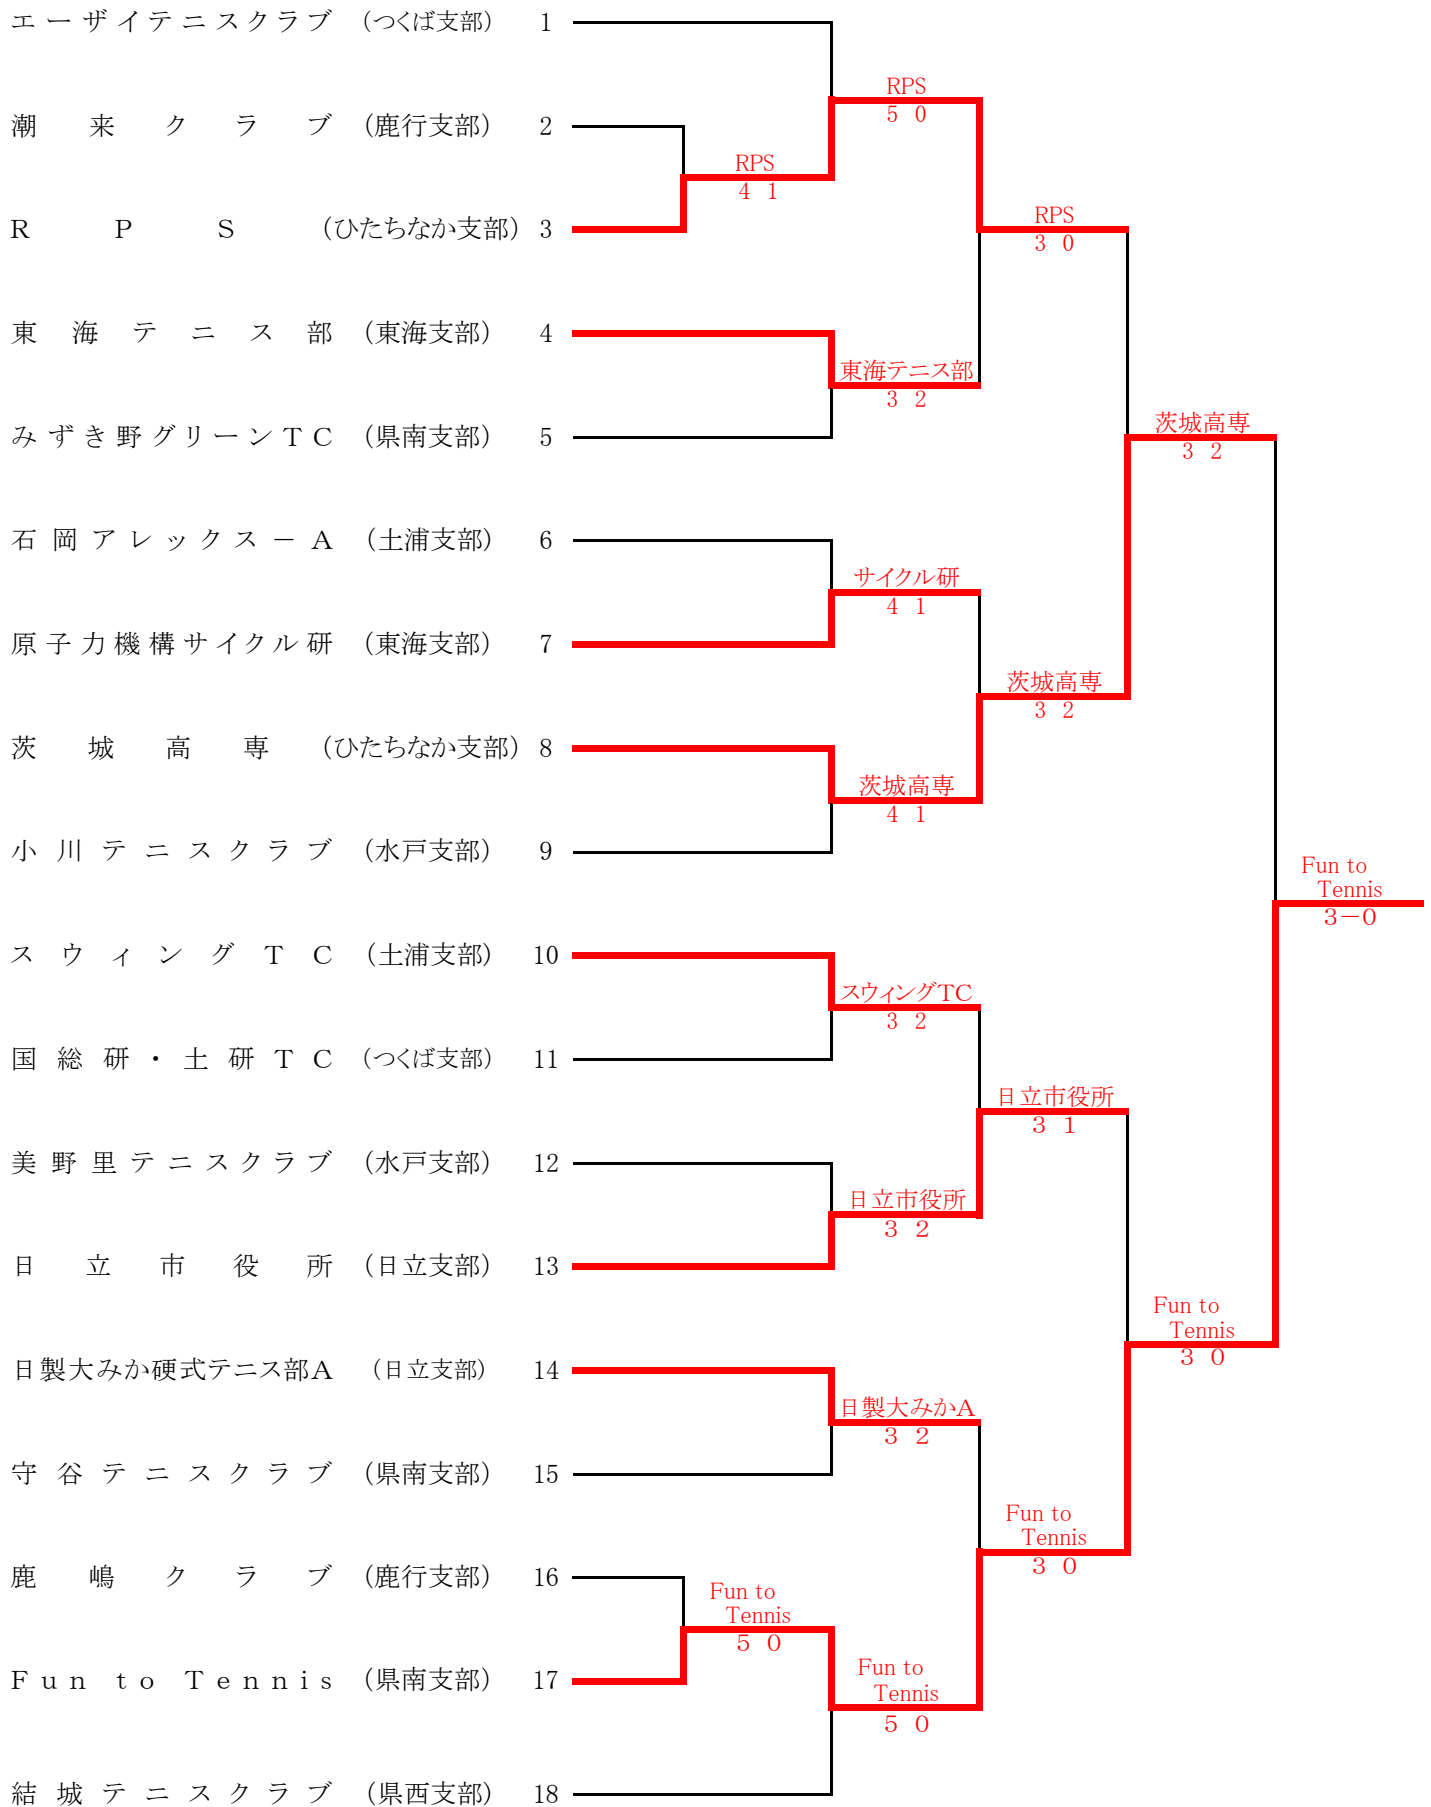 エーザイテニスクラブ (つくば支部) 1
RPS
5 0
潮来クラブ (鹿行支部) 2
RPS
4 1
RPS (ひたちなか支部) 3
RPS
3 0
東海テニス部 (東海支部) 4
東海テニス部
3 2
みずき野グリーンTC (県南支部) 5
茨城高専
3 2
石岡アレックス－A (土浦支部) 6
サイクル研
4 1
原子力機構サイクル研 (東海支部) 7
茨城高専
3 2
茨城高専 (ひたちなか支部) 8
茨城高専
4 1
小川テニスクラブ (水戸支部) 9
Fun to
Tennis
3－0
スウィングTC (土浦支部) 10
スウィングTC
3 2
国総研・土研TC (つくば支部) 11
日立市役所
3 1
美野里テニスクラブ (水戸支部) 12
日立市役所
3 2
日立市役所 (日立支部) 13
Fun to
Tennis
3 0
日製大みか硬式テニス部A (日立支部) 14
日製大みかA
3 2
守谷テニスクラブ (県南支部) 15
Fun to
Tennis
3 0
鹿嶋クラブ (鹿行支部) 16
Fun to
Tennis
5 0
Fun to Tennis (県南支部) 17
Fun to
Tennis
5 0
結城テニスクラブ (県西支部) 18